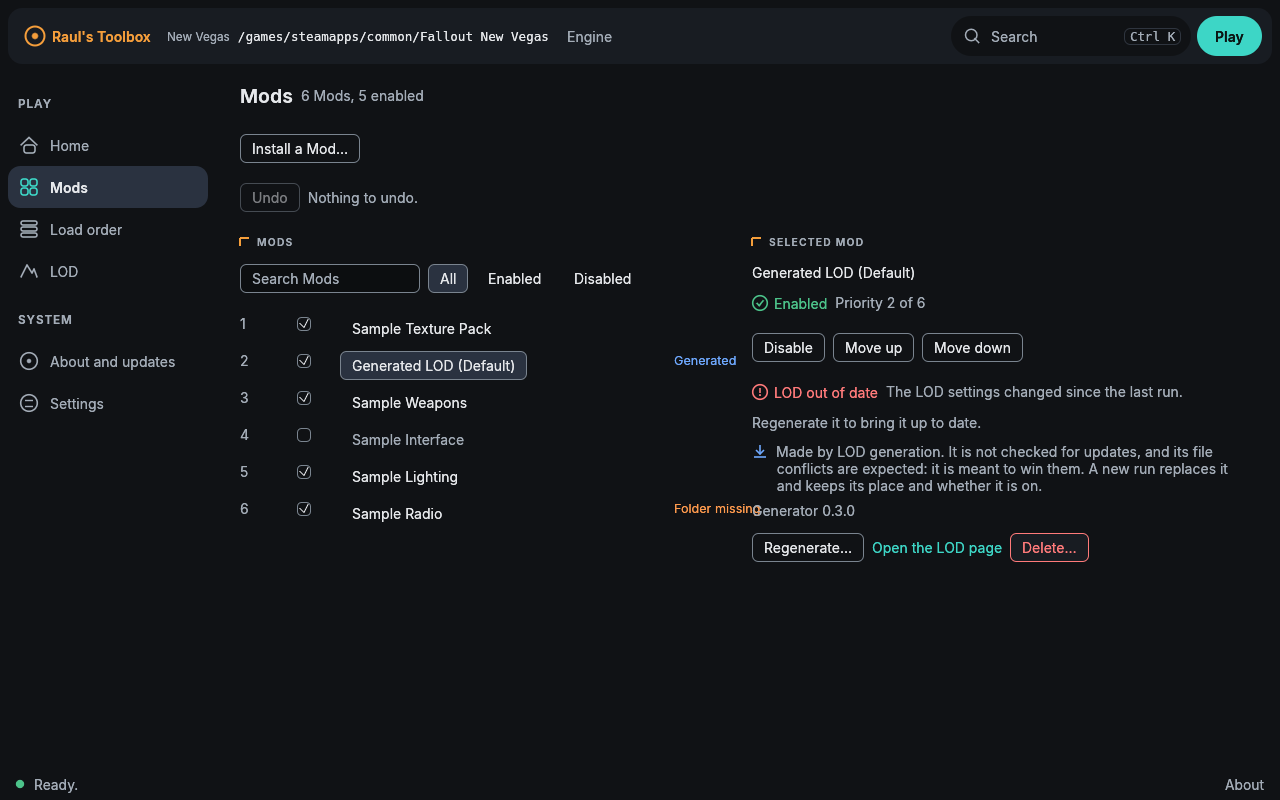 Raul's Toolbox New Vegas /games/steamapps/common/Fallout New Vegas Engine Search Ctrl K Play
PLAY
Home
Mods
Load order
LOD
SYSTEM
About and updates
Settings
Mods 6 Mods, 5 enabled
Install a Mod...
Undo Nothing to undo.
MODS
Search Mods All Enabled Disabled
1 Sample Texture Pack
2 Generated LOD (Default) Generated
3 Sample Weapons
4 Sample Interface
5 Sample Lighting
6 Sample Radio Folder missing
SELECTED MOD
Generated LOD (Default)
Enabled Priority 2 of 6
Disable Move up Move down
LOD out of date The LOD settings changed since the last run.
Regenerate it to bring it up to date.
Made by LOD generation. It is not checked for updates, and its file
conflicts are expected: it is meant to win them. A new run replaces it
and keeps its place and whether it is on.
Generator 0.3.0
Regenerate... Open the LOD page Delete...
Ready. About